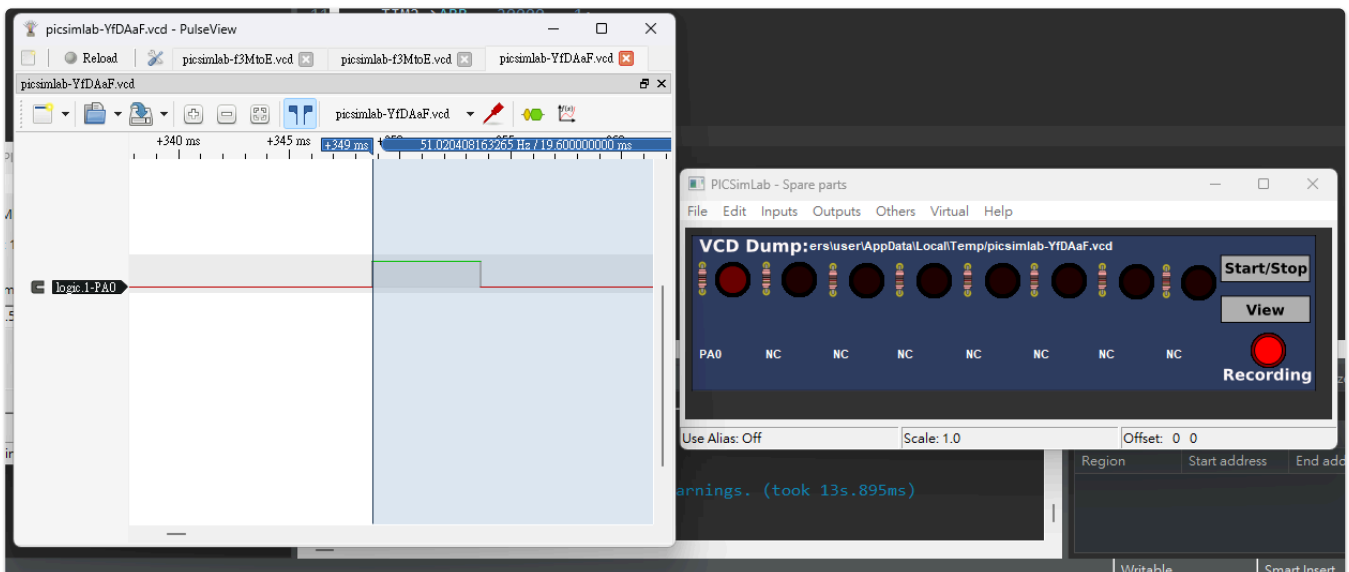 picsimlab-YfDAaF.vcd - PulseView
Reload
picsimlab-f3MtoE.vcd
picsimlab-f3MtoE.vcd
picsimlab-YfDAaF.vcd
picsimlab-YfDAaF.vcd
picsimlab-YfDAaF.vcd
+340 ms
+345 ms
+349 ms
51.020408163265 Hz / 19.600000000 ms
logic.1-PA0
PICSimLab - Spare parts
File Edit Inputs Outputs Others Virtual Help
VCD Dump: ers\user\AppData\Local\Temp/picsimlab-YfDAaF.vcd
Start/Stop
View
PA0 NC NC NC NC NC NC NC
Recording
Use Alias: Off
Scale: 1.0
Offset: 0 0
Region Start address End add
arnings. (took 13s.895ms)
Writable
Smart Insert